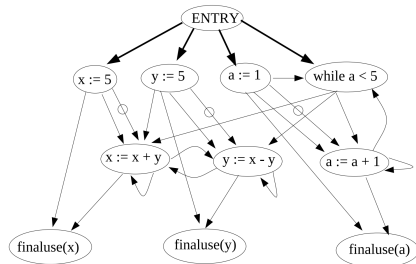 ENTRY
x := 5
y := 5
a := 1
while a < 5
x := x + y
y := x - y
a := a + 1
finaluse(x)
finaluse(y)
finaluse(a)